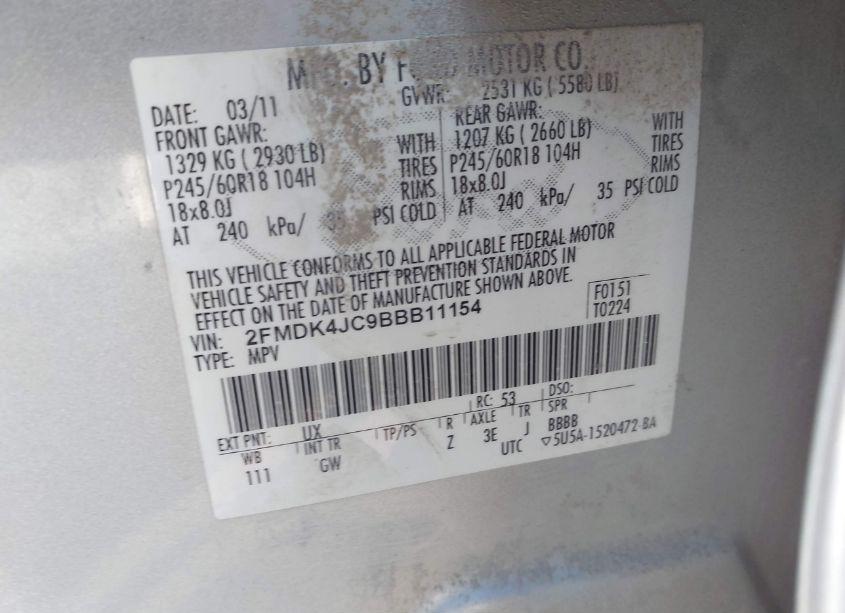 MFD. BY FORD MOTOR CO.
DATE: 03/11 GVWR: 2531 KG ( 5580 LB)
FRONT GAWR: REAR GAWR:
1329 KG ( 2930 LB) WITH 1207 KG ( 2660 LB) WITH
P245/60R18 104H TIRES P245/60R18 104H TIRES
18x8.0J RIMS 18x8.0J RIMS
AT 240 kPa/ 35 PSI COLD AT 240 kPa/ 35 PSI COLD
THIS VEHICLE CONFORMS TO ALL APPLICABLE FEDERAL MOTOR
VEHICLE SAFETY AND THEFT PREVENTION STANDARDS IN
EFFECT ON THE DATE OF MANUFACTURE SHOWN ABOVE.
VIN: 2FMDK4JC9BBB11154
TYPE: MPV
F0151
T0224
EXT PNT: UX RC: 53 DSO:
WB INT TR TP/PS R AXLE TR SPR
111 GW Z 3E J BBBB
UTC ▽5U5A-1520472-BA